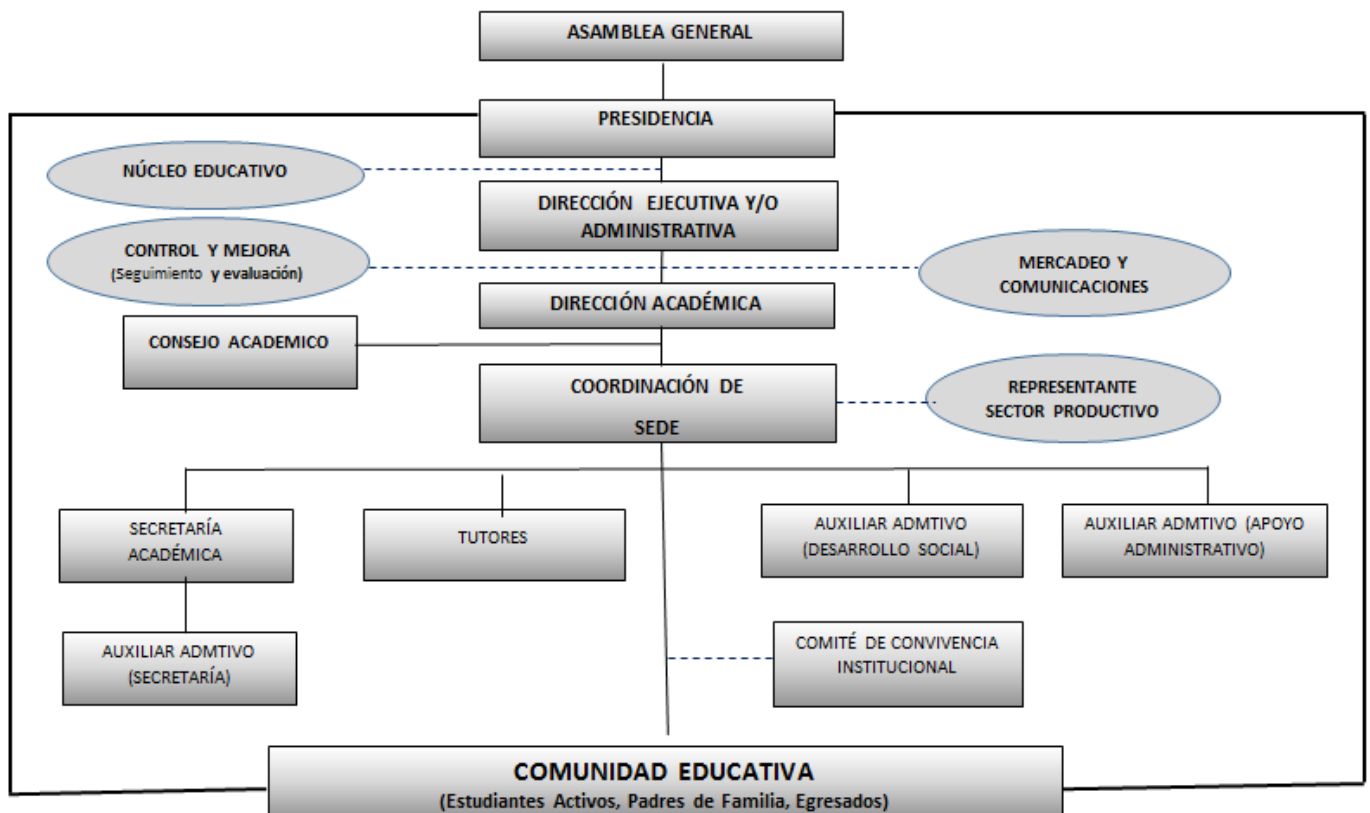 ASAMBLEA GENERAL
PRESIDENCIA
NÚCLEO EDUCATIVO
DIRECCIÓN EJECUTIVA Y/O
ADMINISTRATIVA
CONTROL Y MEJORA
(Seguimiento y evaluación)
MERCADEO Y
COMUNICACIONES
DIRECCIÓN ACADÉMICA
CONSEJO ACADEMICO
COORDINACIÓN DE
SEDE
REPRESENTANTE
SECTOR PRODUCTIVO
SECRETARÍA
ACADÉMICA
TUTORES
AUXILIAR ADMTIVO
(DESARROLLO SOCIAL)
AUXILIAR ADMTIVO (APOYO
ADMINISTRATIVO)
AUXILIAR ADMTIVO
(SECRETARÍA)
COMITÉ DE CONVIVENCIA
INSTITUCIONAL
COMUNIDAD EDUCATIVA
(Estudiantes Activos, Padres de Familia, Egresados)